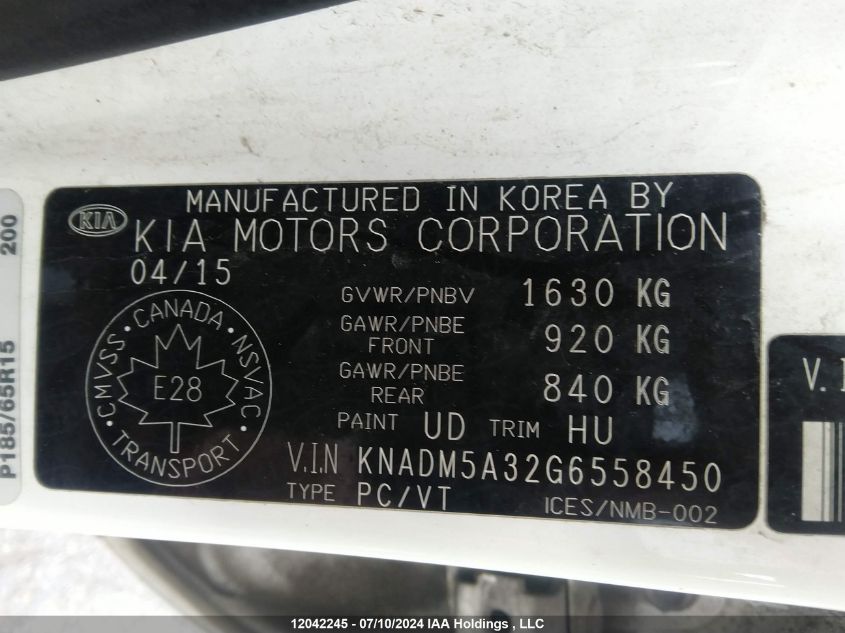 MANUFACTURED IN KOREA BY
KIA
KIA MOTORS CORPORATION
04/15
GVWR/PNBV 1630 KG
GAWR/PNBE FRONT 920 KG
GAWR/PNBE REAR 840 KG
PAINT UD TRIM HU
V.I.N KNADM5A32G6558450
TYPE PC/VT
ICES/NMB-002
CMVSS · CANADA · NSVAC · TRANSPORT ·
E28
P185/65R15 200
V.I
12042245 - 07/10/2024 IAA Holdings , LLC